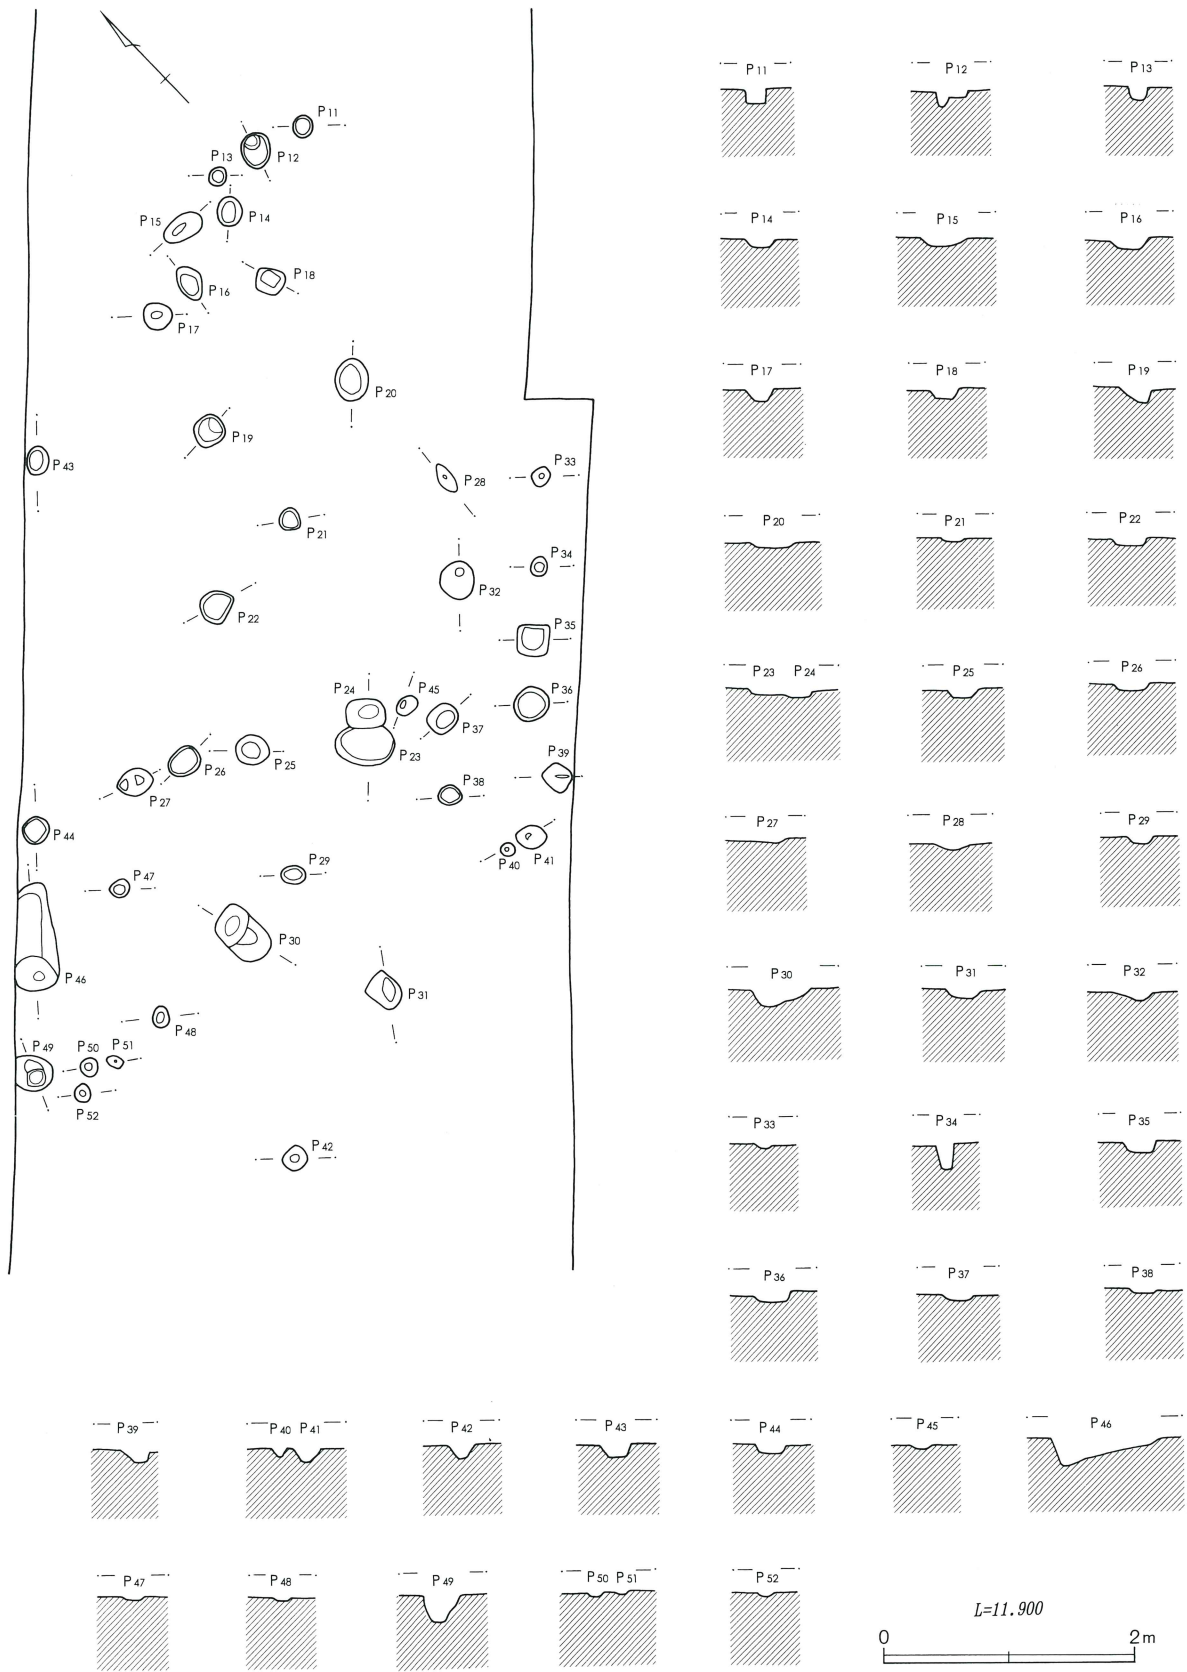 P11
P12
P13
P14
P15
P16
P17
P18
P20
P19
P43
P28
P33
P21
P34
P32
P22
P35
P24
P45
P36
P37
P23
P39
P25
P26
P27
P38
P44
P40
P41
P29
P47
P30
P46
P31
P48
P49
P50
P51
P52
P42
P11
P12
P13
P14
P15
P16
P17
P18
P19
P20
P21
P22
P23 P24
P25
P26
P27
P28
P29
P30
P31
P32
P33
P34
P35
P36
P37
P38
P39
P40 P41
P42
P43
P44
P45
P46
P47
P48
P49
P50 P51
P52
L=11.900
0 2m